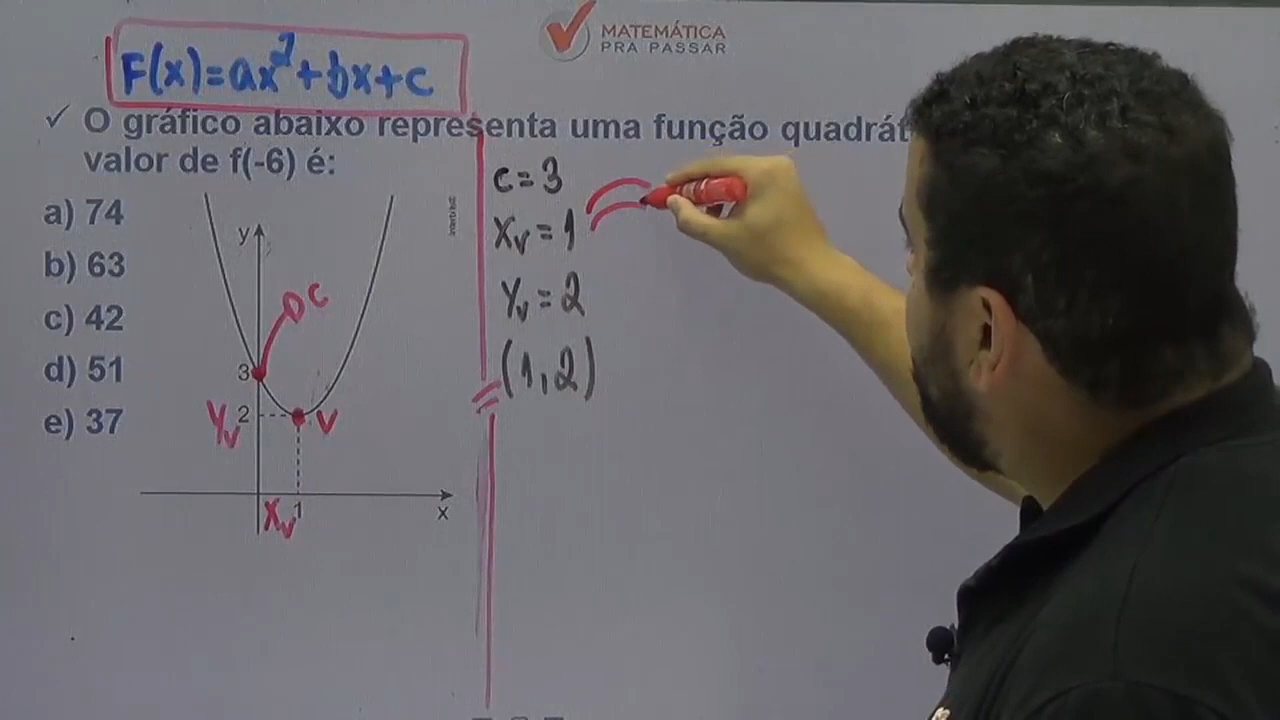 MATEMÁTICA
PRA PASSAR
F(x)=ax²+bx+c
✓ O gráfico abaixo representa uma função
valor de f(-6) é:
a) 74
b) 63
c) 42
d) 51
e) 37
y
3
2
1
x
C
V
Yv
Xv
c=3
Xv=1
Yv=2
(1,2)